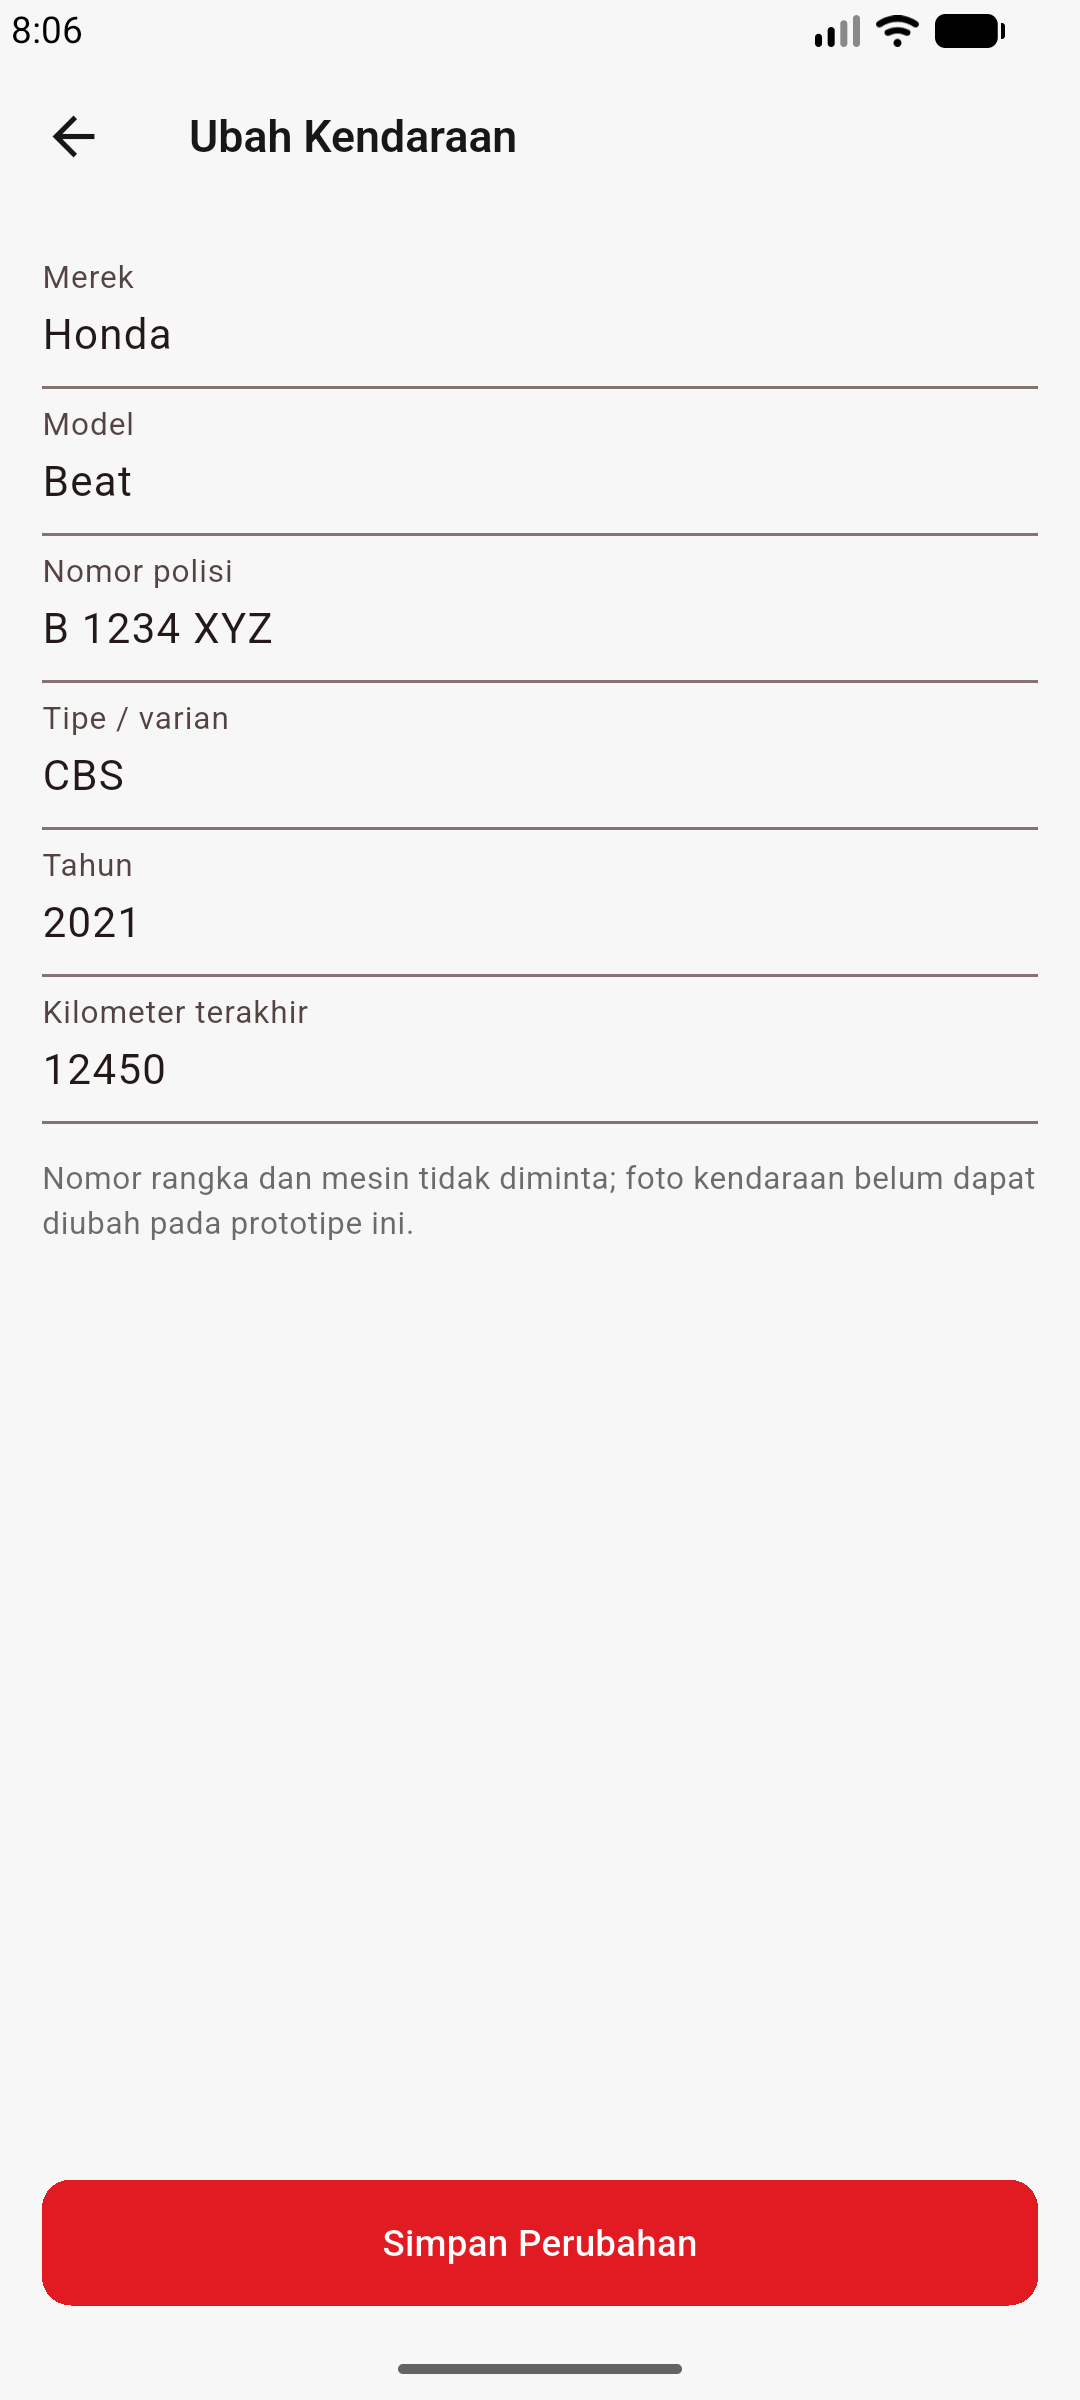 8:06
Ubah Kendaraan
Merek
Honda
Model
Beat
Nomor polisi
B 1234 XYZ
Tipe / varian
CBS
Tahun
2021
Kilometer terakhir
12450
Nomor rangka dan mesin tidak diminta; foto kendaraan belum dapat
diubah pada prototipe ini.
Simpan Perubahan